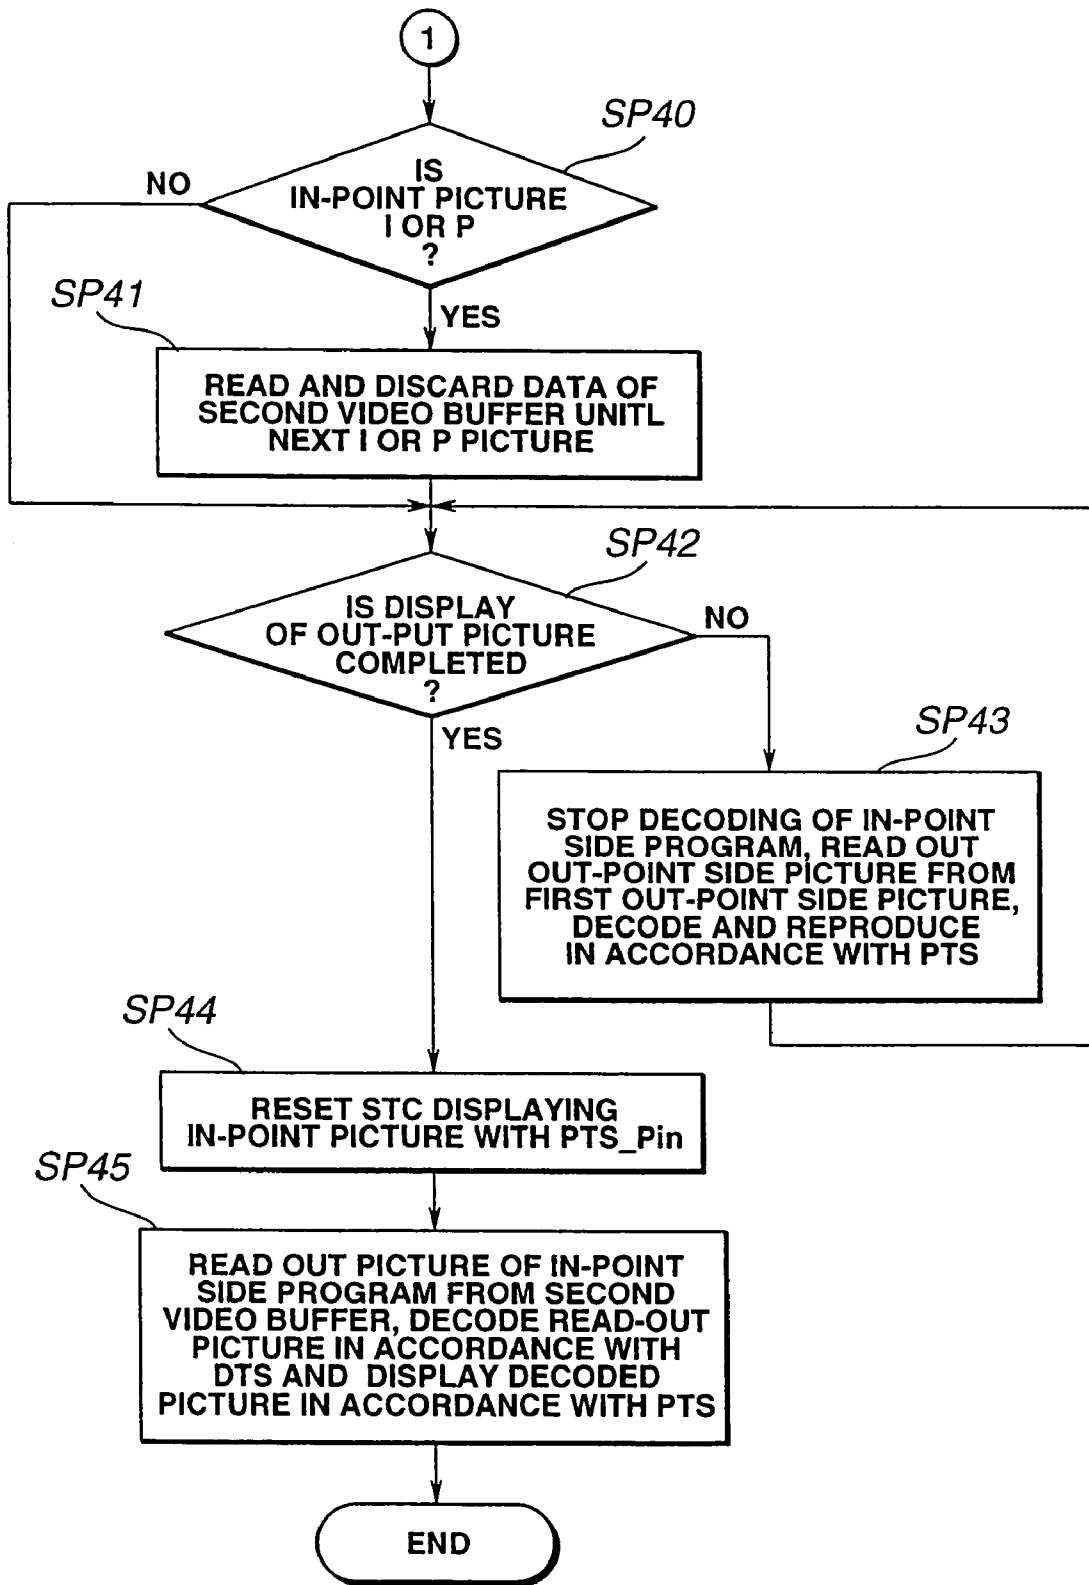 1
SP40
IS
IN-POINT PICTURE
I OR P
?
NO
YES
SP41
READ AND DISCARD DATA OF
SECOND VIDEO BUFFER UNITL
NEXT I OR P PICTURE
SP42
IS DISPLAY
OF OUT-PUT PICTURE
COMPLETED
?
NO
YES
SP43
STOP DECODING OF IN-POINT
SIDE PROGRAM, READ OUT
OUT-POINT SIDE PICTURE FROM
FIRST OUT-POINT SIDE PICTURE,
DECODE AND REPRODUCE
IN ACCORDANCE WITH PTS
SP44
RESET STC DISPLAYING
IN-POINT PICTURE WITH PTS_Pin
SP45
READ OUT PICTURE OF IN-POINT
SIDE PROGRAM FROM SECOND
VIDEO BUFFER, DECODE READ-OUT
PICTURE IN ACCORDANCE WITH
DTS AND DISPLAY DECODED
PICTURE IN ACCORDANCE WITH PTS
END